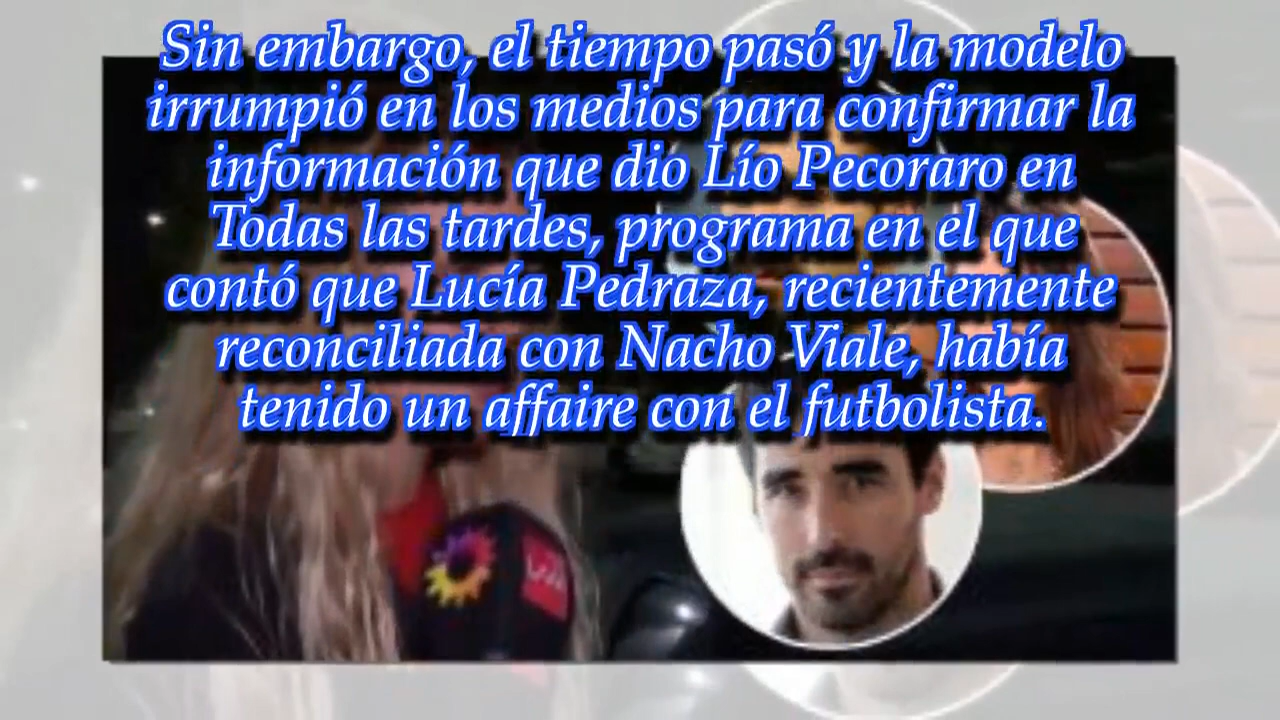 Sin embargo, el tiempo pasó y la modelo
irrumpió en los medios para confirmar la
información que dio Lío Pecoraro en
Todas las tardes, programa en el que
contó que Lucía Pedraza, recientemente
reconciliada con Nacho Viale, había
tenido un affaire con el futbolista.